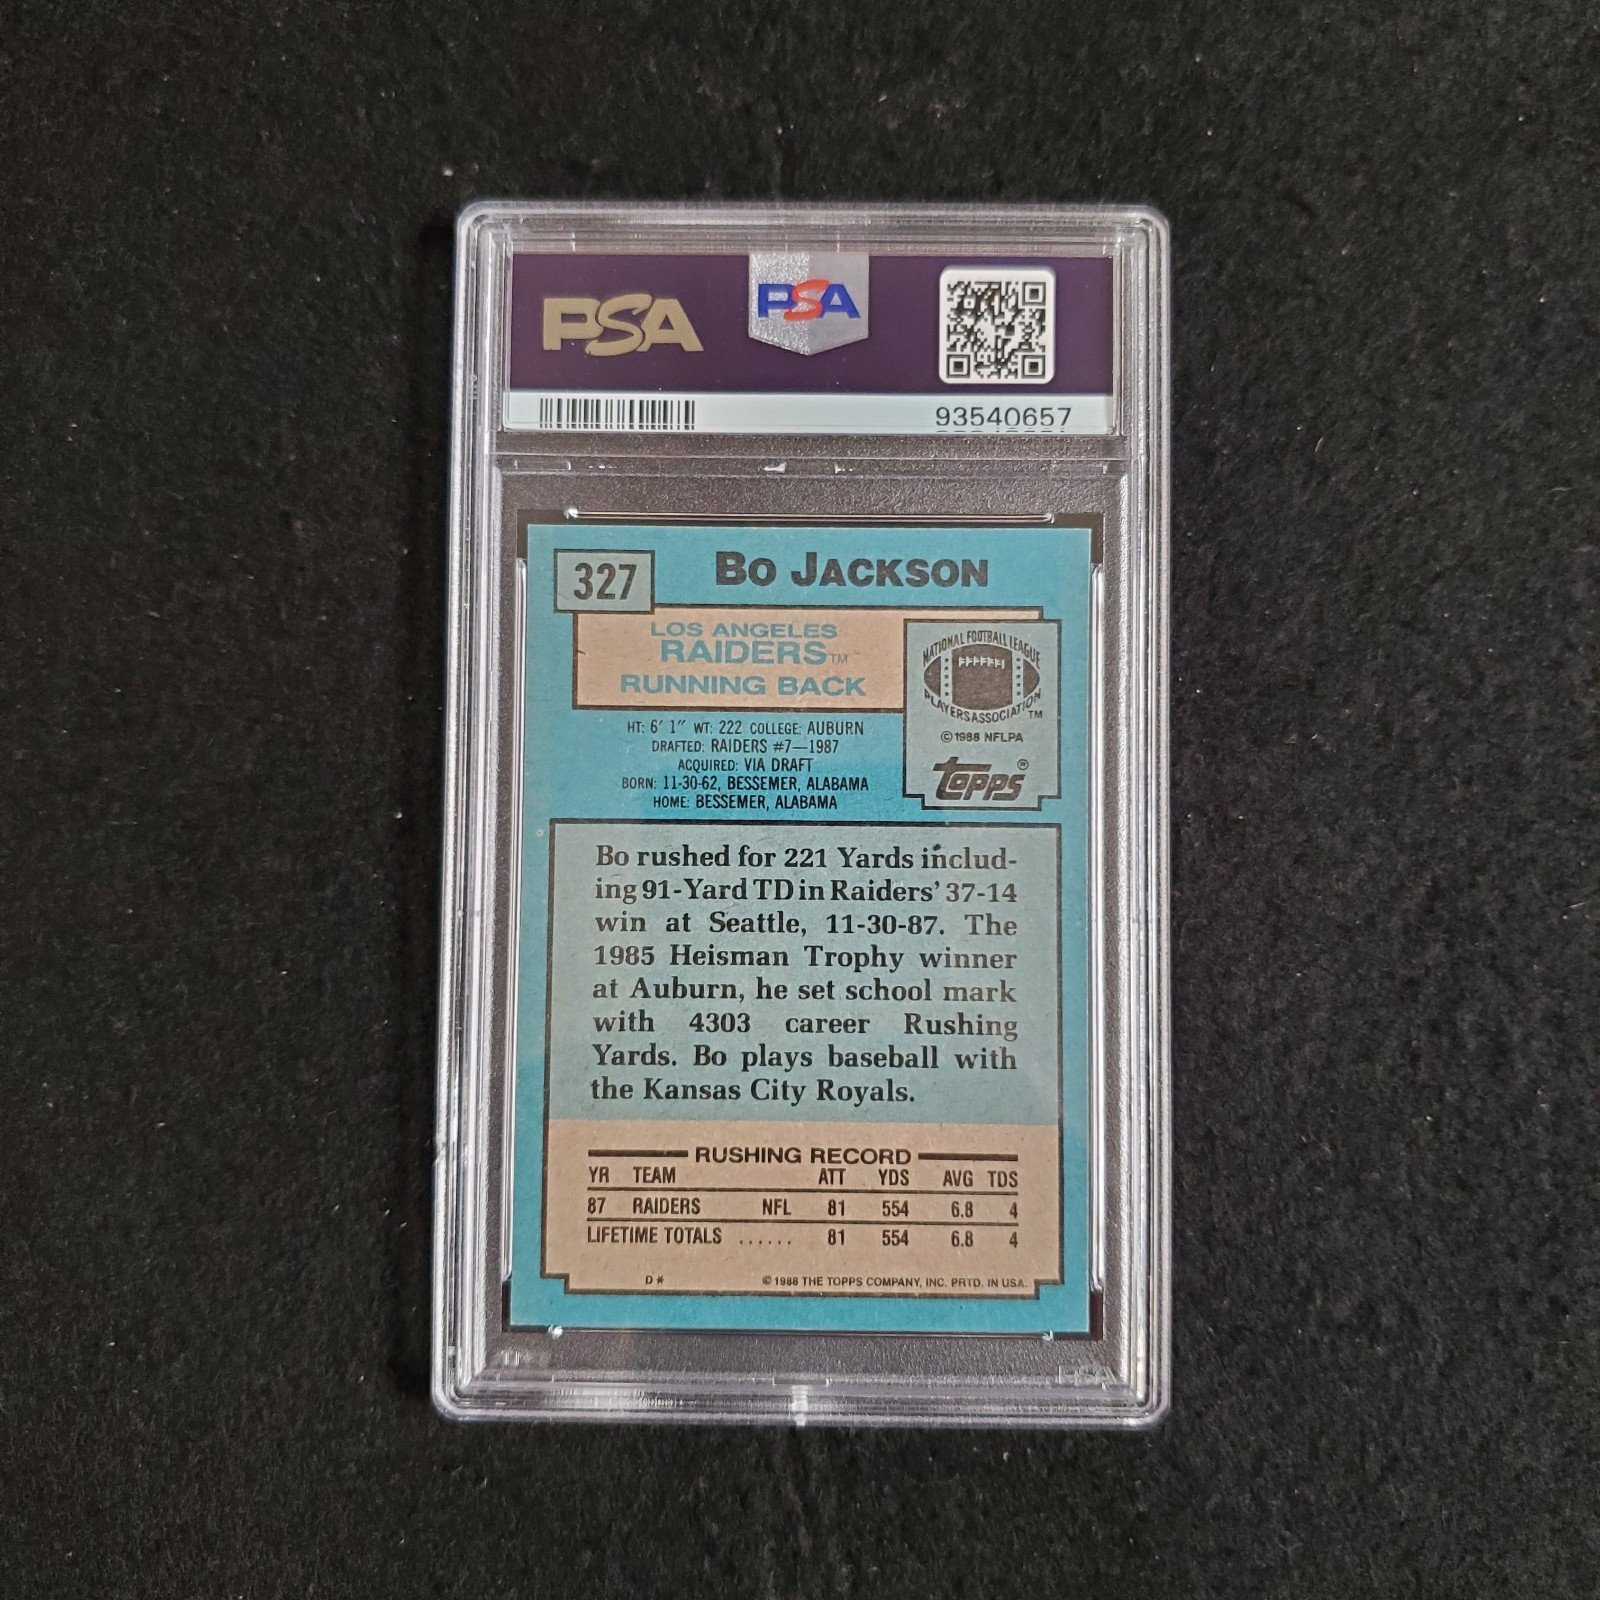 PSA
PSA
93540657
327
BO JACKSON
LOS ANGELES
RAIDERS TM
RUNNING BACK
NATIONAL FOOTBALL LEAGUE
PLAYERS ASSOCIATION TM
© 1988 NFLPA
topps ®
HT: 6' 1" WT: 222 COLLEGE: AUBURN
DRAFTED: RAIDERS #7—1987
ACQUIRED: VIA DRAFT
BORN: 11-30-62, BESSEMER, ALABAMA
HOME: BESSEMER, ALABAMA
Bo rushed for 221 Yards includ-
ing 91-Yard TD in Raiders' 37-14
win at Seattle, 11-30-87. The
1985 Heisman Trophy winner
at Auburn, he set school mark
with 4303 career Rushing
Yards. Bo plays baseball with
the Kansas City Royals.
RUSHING RECORD
YR TEAM ATT YDS AVG TDS
87 RAIDERS NFL 81 554 6.8 4
LIFETIME TOTALS ...... 81 554 6.8 4
D* © 1988 THE TOPPS COMPANY, INC. PRTD. IN USA.
PSA